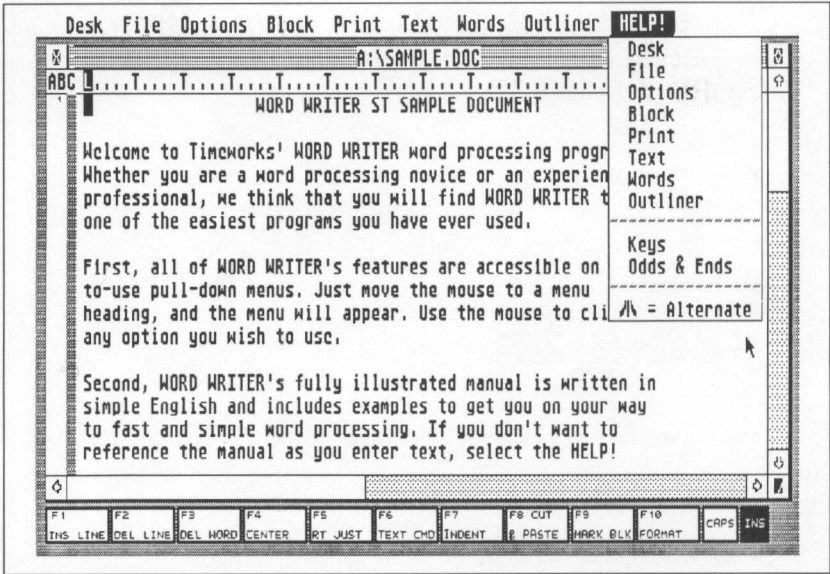 Desk File Options Block Print Text Words Outliner HELP!
A:\SAMPLE.DOC
ABC L....T....T....T....T....T....T....T....T....T....T....
WORD WRITER ST SAMPLE DOCUMENT
Welcome to Timeworks' WORD WRITER word processing progr
Whether you are a word processing novice or an experien
professional, we think that you will find WORD WRITER t
one of the easiest programs you have ever used.
First, all of WORD WRITER's features are accessible on
to-use pull-down menus. Just move the mouse to a menu
heading, and the menu will appear. Use the mouse to cli
any option you wish to use.
Second, WORD WRITER's fully illustrated manual is written in
simple English and includes examples to get you on your way
to fast and simple word processing. If you don't want to
reference the manual as you enter text, select the HELP!
Desk
File
Options
Block
Print
Text
Words
Outliner
Keys
Odds & Ends
= Alternate
F1 INS LINE
F2 DEL LINE
F3 DEL WORD
F4 CENTER
F5 RT JUST
F6 TEXT CMD
F7 INDENT
F8 CUT & PASTE
F9 MARK BLK
F10 FORMAT
CAPS
INS